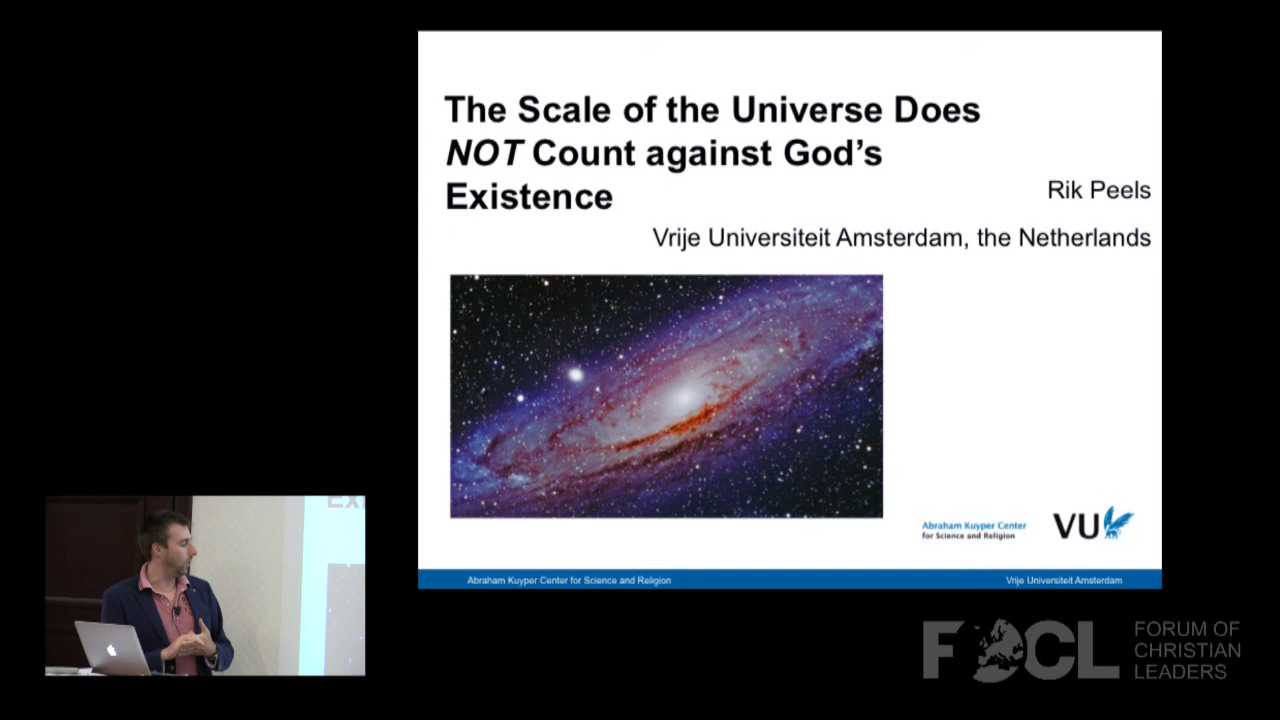 The Scale of the Universe Does
NOT Count against God's
Existence
Rik Peels
Vrije Universiteit Amsterdam, the Netherlands
Abraham Kuyper Center
for Science and Religion
VU
Abraham Kuyper Center for Science and Religion
Vrije Universiteit Amsterdam
Exi
FOCL
FORUM OF
CHRISTIAN
LEADERS